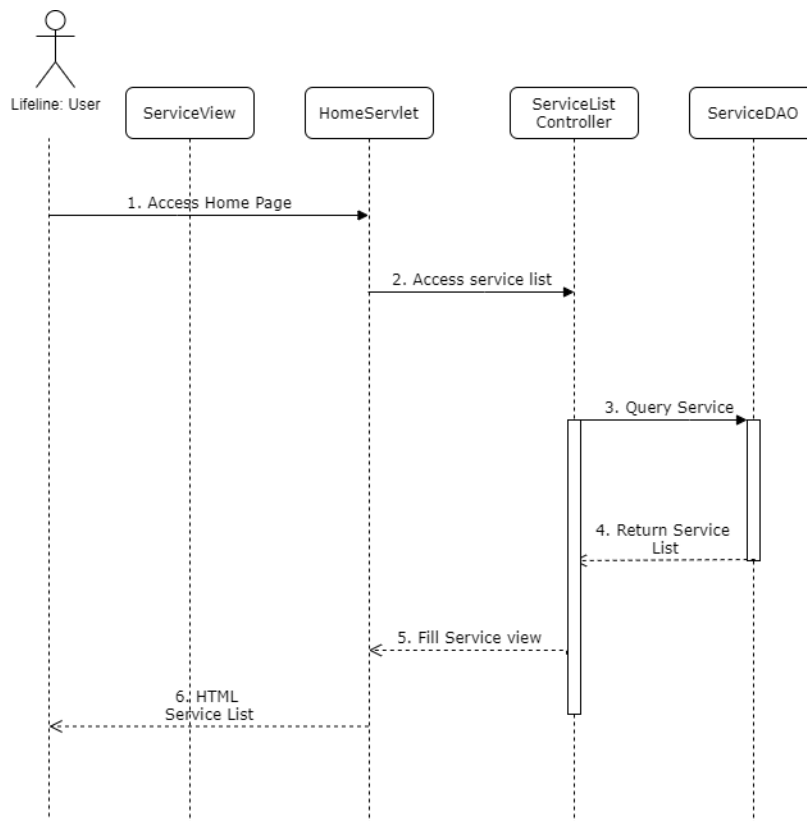 Lifeline: User
ServiceView
HomeServlet
ServiceList
Controller
ServiceDAO
1. Access Home Page
2. Access service list
3. Query Service
4. Return Service
List
5. Fill Service view
6. HTML
Service List